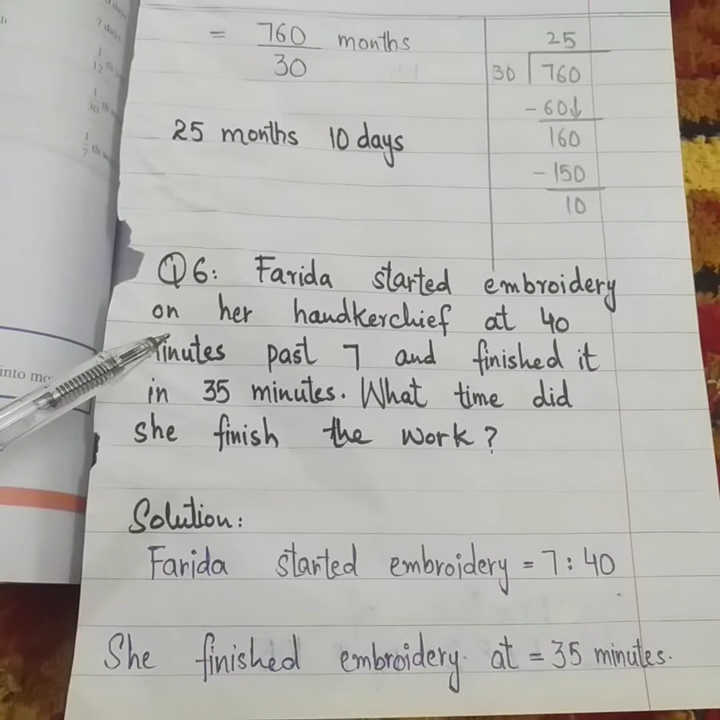 = 760 months
30
25
30 760
- 60↓
160
- 150
10
25 months 10 days
Q6: Farida started embroidery
on her handkerchief at 40
minutes past 7 and finished it
in 35 minutes. What time did
she finish the work?
Solution:
Farida started embroidery = 7:40
She finished embroidery at = 35 minutes.
into mo